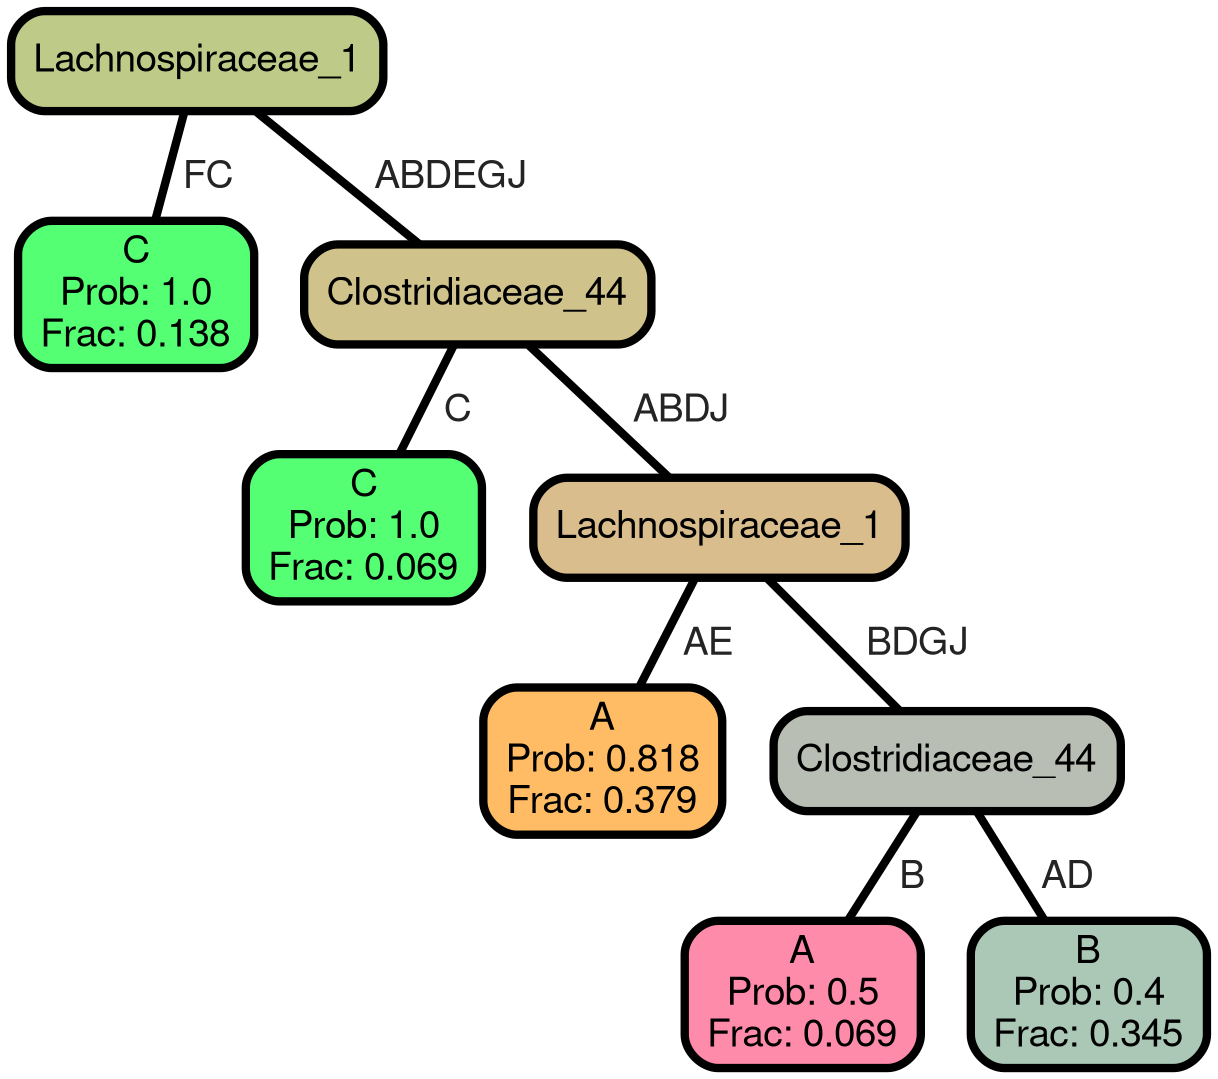 Lachnospiraceae_1
FC
ABDEGJ
C
Prob: 1.0
Frac: 0.138
Clostridiaceae_44
C
ABDJ
C
Prob: 1.0
Frac: 0.069
Lachnospiraceae_1
AE
BDGJ
A
Prob: 0.818
Frac: 0.379
Clostridiaceae_44
B
AD
A
Prob: 0.5
Frac: 0.069
B
Prob: 0.4
Frac: 0.345